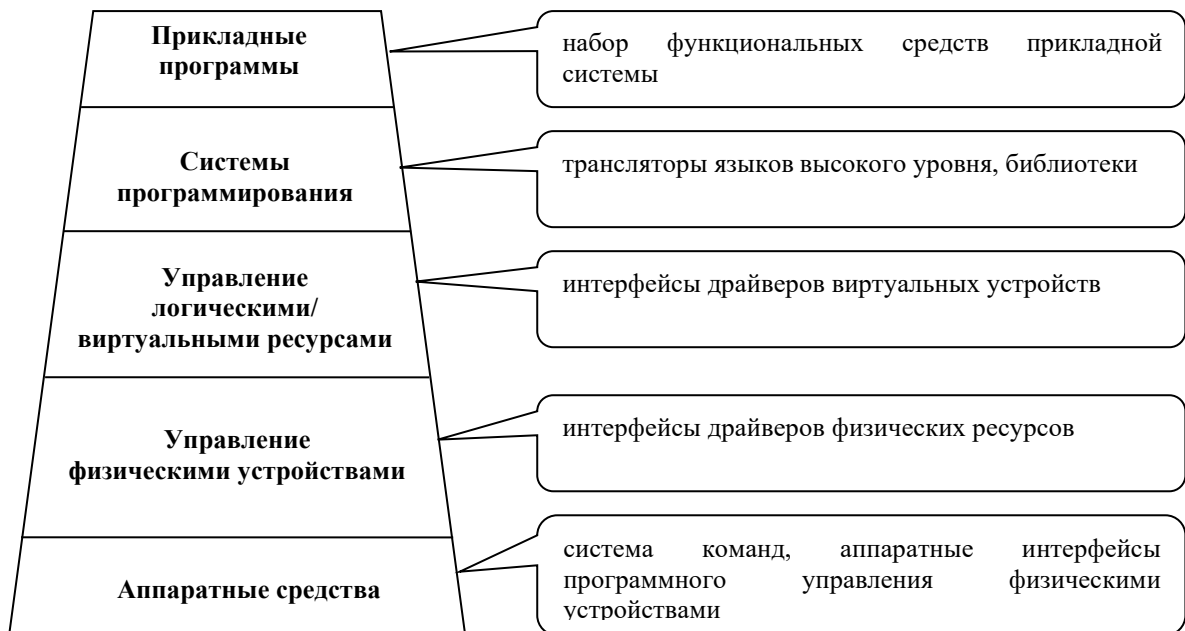 Прикладные
программы
набор функциональных средств прикладной
системы
Системы
программирования
трансляторы языков высокого уровня, библиотеки
Управление
логическими/
виртуальными ресурсами
интерфейсы драйверов виртуальных устройств
Управление
физическими устройствами
интерфейсы драйверов физических ресурсов
Аппаратные средства
система команд, аппаратные интерфейсы
программного управления физическими
устройствами